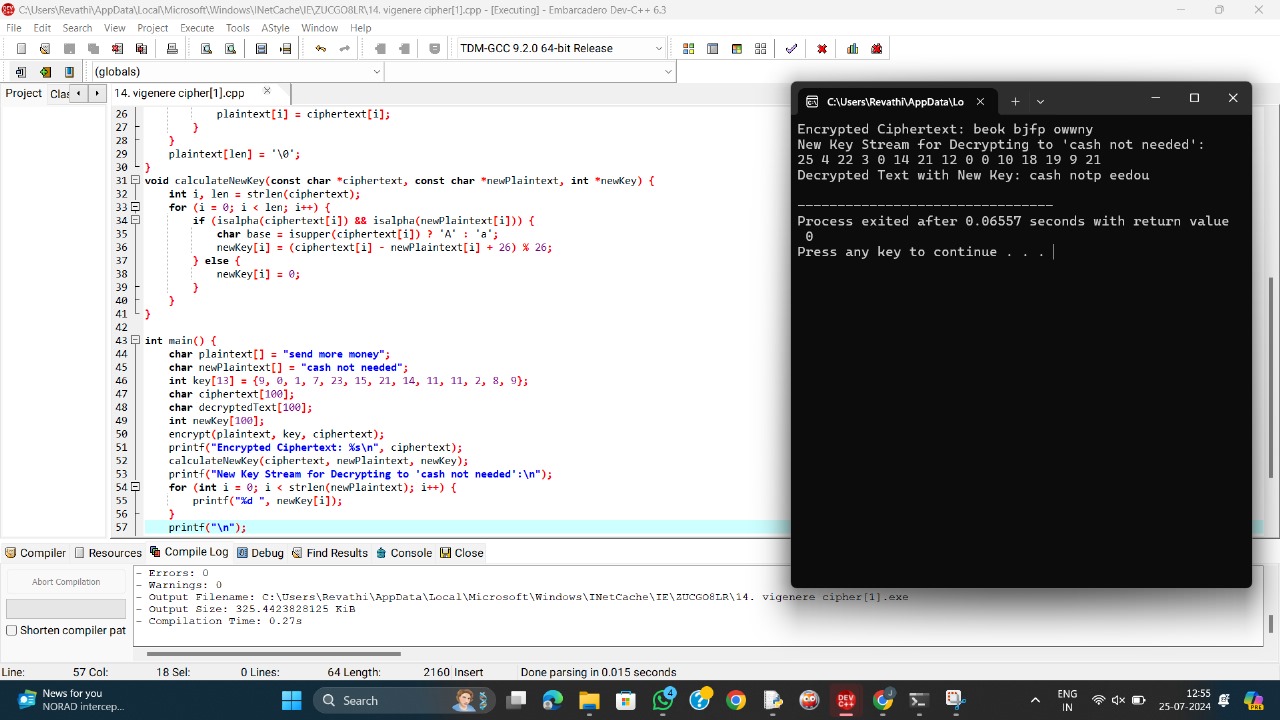 C:\Users\Revathi\AppData\Local\Microsoft\Windows\INetCache\IE\ZUCGO8LR\14. vigenere cipher[1].cpp - [Executing] - Embarcadero Dev-C++ 6.3
File Edit Search View Project Execute Tools AStyle Window Help
TDM-GCC 9.2.0 64-bit Release
(globals)
Project Clas 14. vigenere cipher[1].cpp
26 plaintext[i] = ciphertext[i];
27 }
28 }
29 plaintext[len] = '\0';
30 }
31 void calculateNewKey(const char *ciphertext, const char *newPlaintext, int *newKey) {
32 int i, len = strlen(ciphertext);
33 for (i = 0; i < len; i++) {
34 if (isalpha(ciphertext[i]) && isalpha(newPlaintext[i])) {
35 char base = isupper(ciphertext[i]) ? 'A' : 'a';
36 newKey[i] = (ciphertext[i] - newPlaintext[i] + 26) % 26;
37 } else {
38 newKey[i] = 0;
39 }
40 }
41 }
42
43 int main() {
44 char plaintext[] = "send more money";
45 char newPlaintext[] = "cash not needed";
46 int key[13] = {9, 0, 1, 7, 23, 15, 21, 14, 11, 11, 2, 8, 9};
47 char ciphertext[100];
48 char decryptedText[100];
49 int newKey[100];
50 encrypt(plaintext, key, ciphertext);
51 printf("Encrypted Ciphertext: %s\n", ciphertext);
52 calculateNewKey(ciphertext, newPlaintext, newKey);
53 printf("New Key Stream for Decrypting to 'cash not needed':\n");
54 for (int i = 0; i < strlen(newPlaintext); i++) {
55 printf("%d ", newKey[i]);
56 }
57 printf("\n");
C:\Users\Revathi\AppData\Lo
Encrypted Ciphertext: beok bjfp owwny
New Key Stream for Decrypting to 'cash not needed':
25 4 22 3 0 14 21 12 0 0 10 18 19 9 21
Decrypted Text with New Key: cash notp eedou
--------------------------------
Process exited after 0.06557 seconds with return value
0
Press any key to continue . . .
Compiler Resources Compile Log Debug Find Results Console Close
Abort Compilation
Shorten compiler pat
- Errors: 0
- Warnings: 0
- Output Filename: C:\Users\Revathi\AppData\Local\Microsoft\Windows\INetCache\IE\ZUCGO8LR\14. vigenere cipher[1].exe
- Output Size: 325.4423828125 KiB
- Compilation Time: 0.27s
Line: 57 Col: 18 Sel: 0 Lines: 64 Length: 2160 Insert Done parsing in 0.015 seconds
News for you
NORAD intercep...
Search
4
ENG
IN
12:55
25-07-2024
PRE